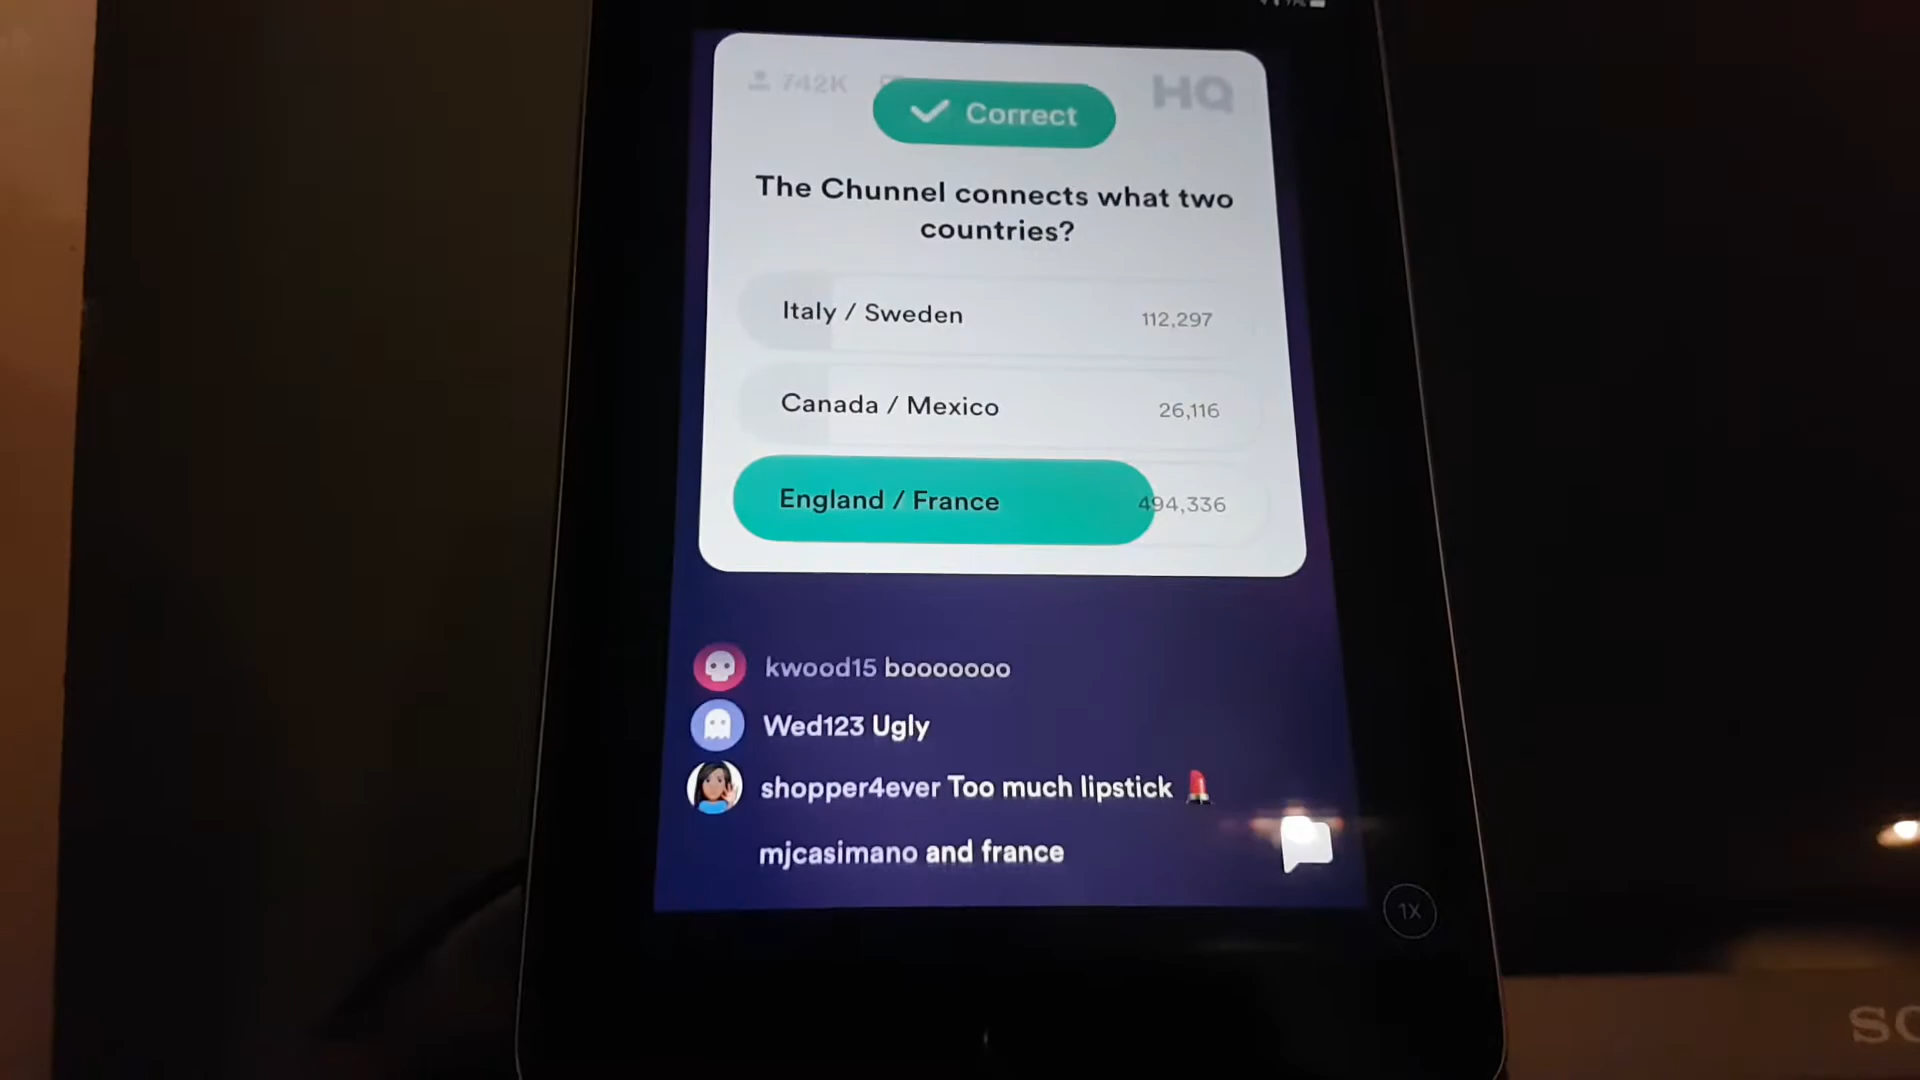 742K
HQ
Correct
The Chunnel connects what two
countries?
Italy / Sweden 112,297
Canada / Mexico 26,116
England / France 494,336
kwood15 booooooo
Wed123 Ugly
shopper4ever Too much lipstick 💄
mjcasimano and france
1X